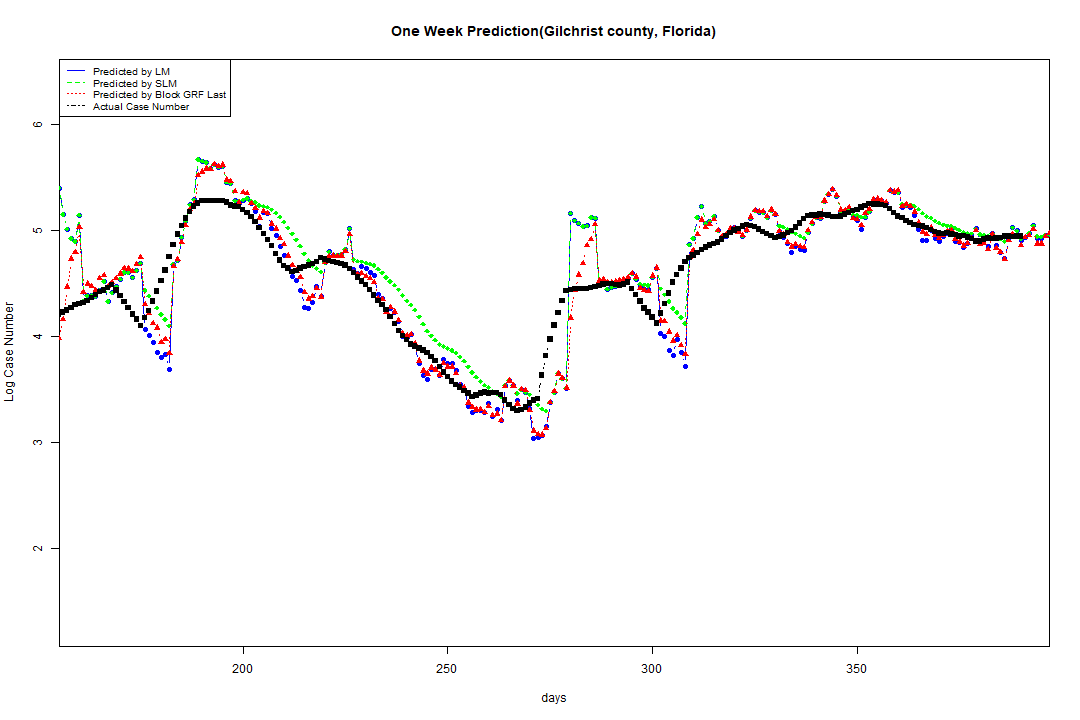 One Week Prediction(Gilchrist county, Florida)
Predicted by LM
Predicted by SLM
Predicted by Block GRF Last
Actual Case Number
6
5
4
3
2
Log Case Number
200
250
300
350
days